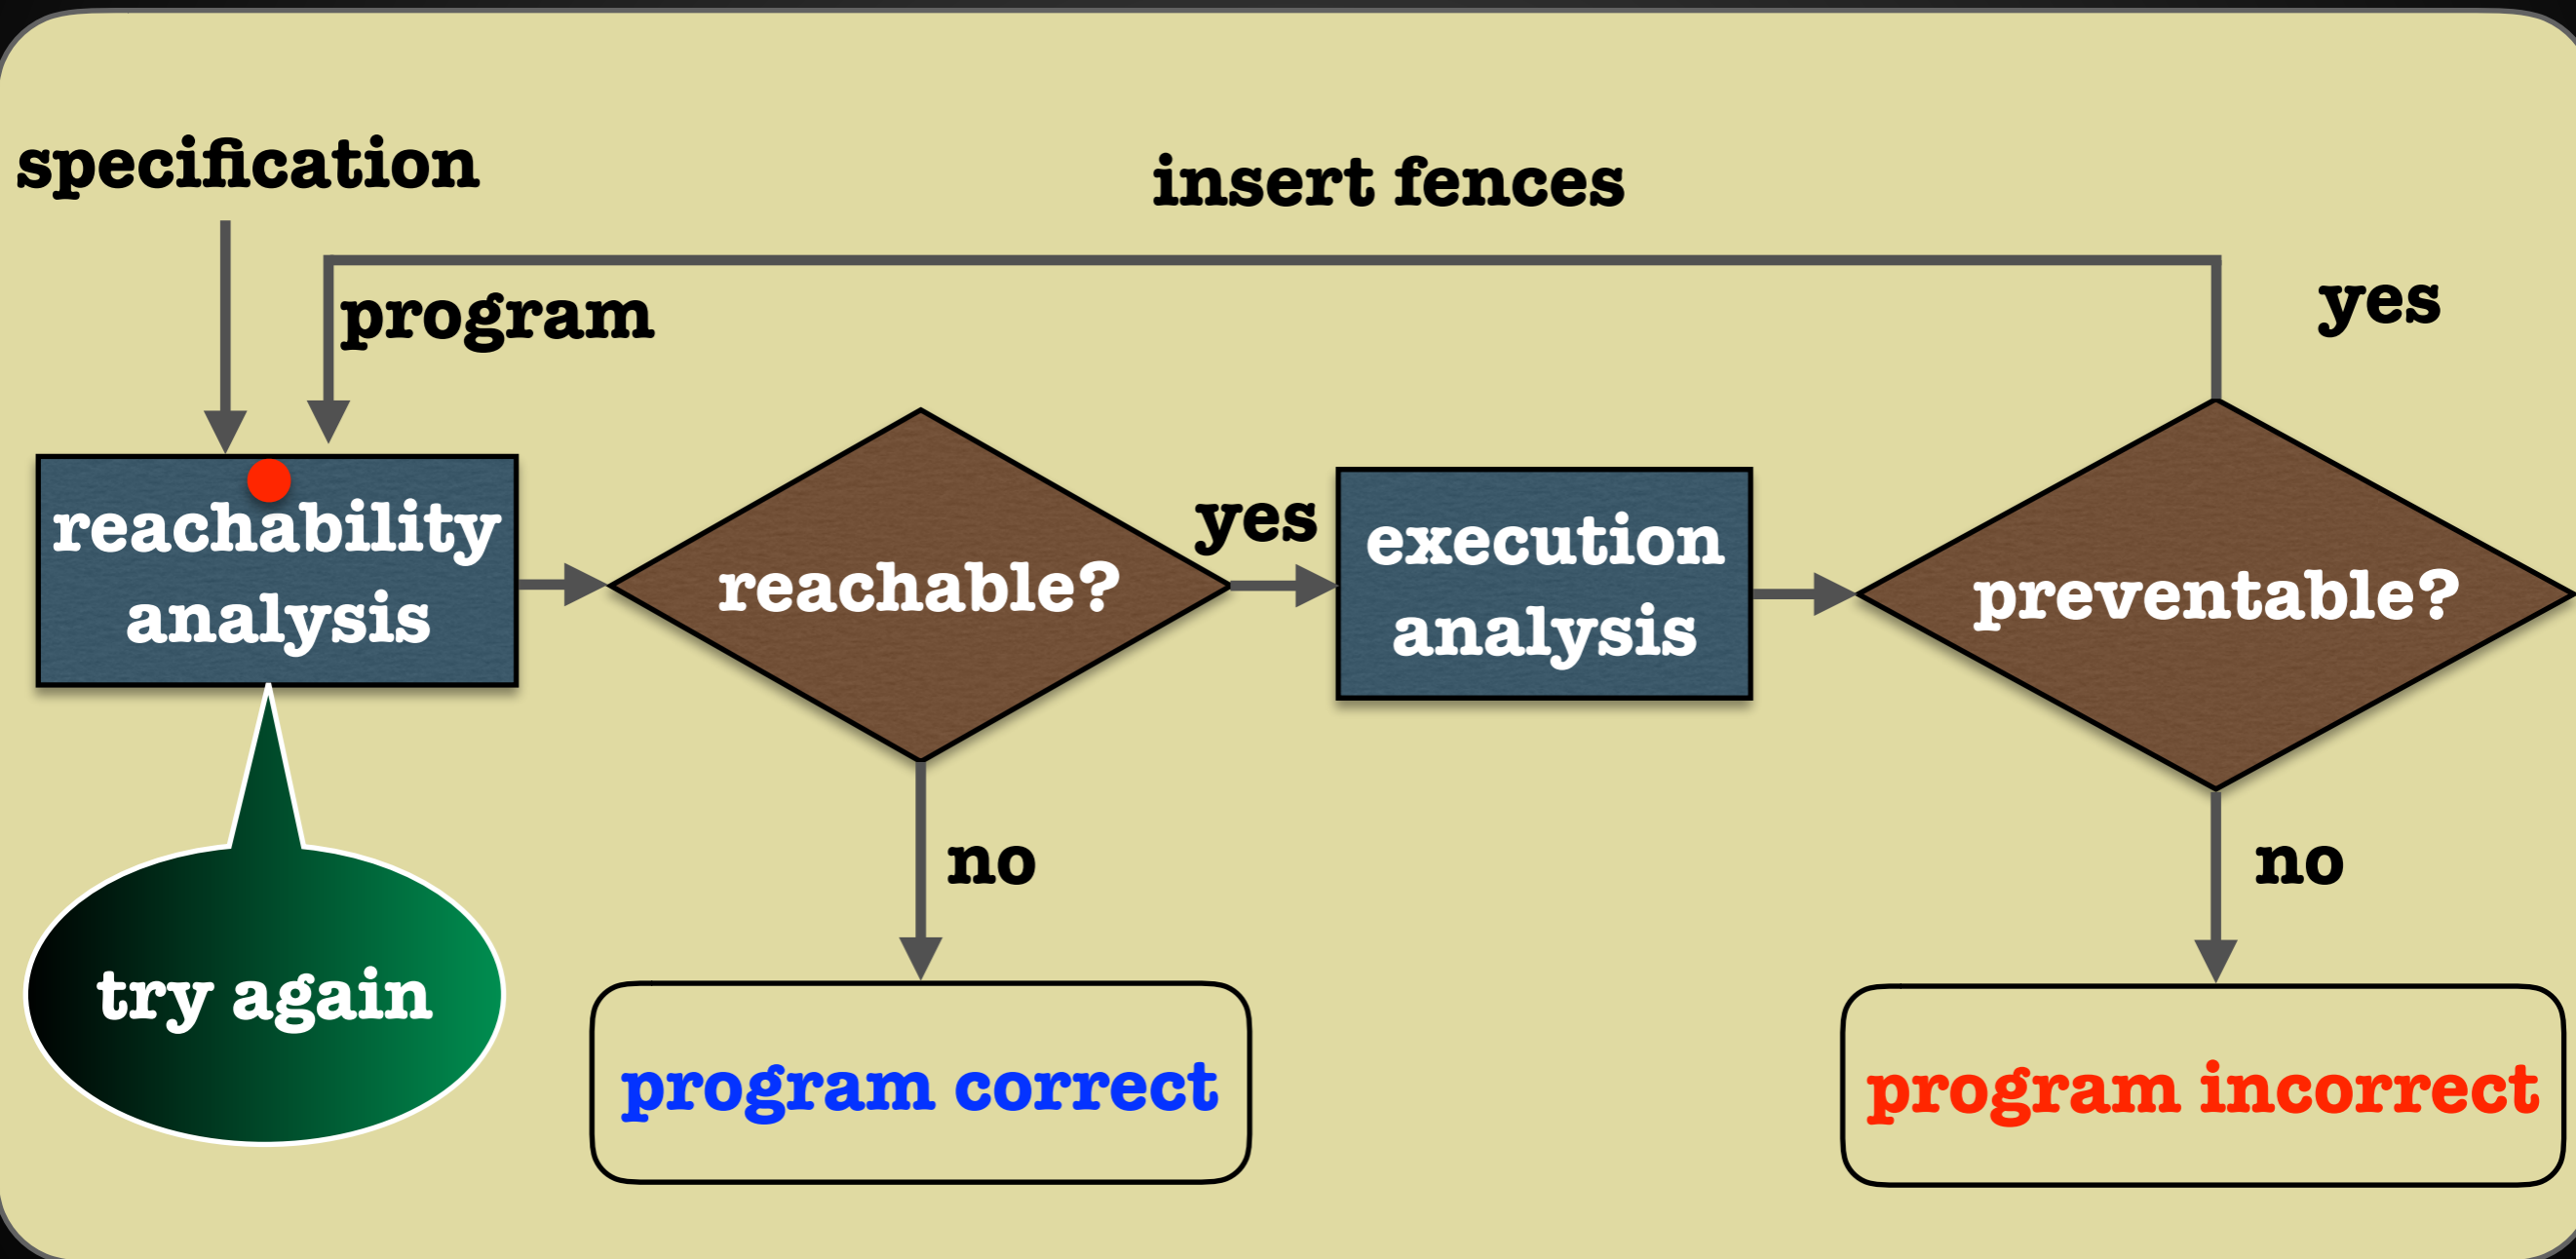 specification
insert fences
program
yes
reachability
analysis
reachable?
yes
execution
analysis
preventable?
no
no
try again
program correct
program incorrect